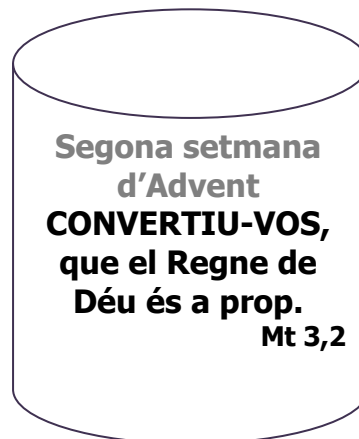 Segona setmana
d’Advent
CONVERTIU-VOS,
que el Regne de
Déu és a prop.
Mt 3,2